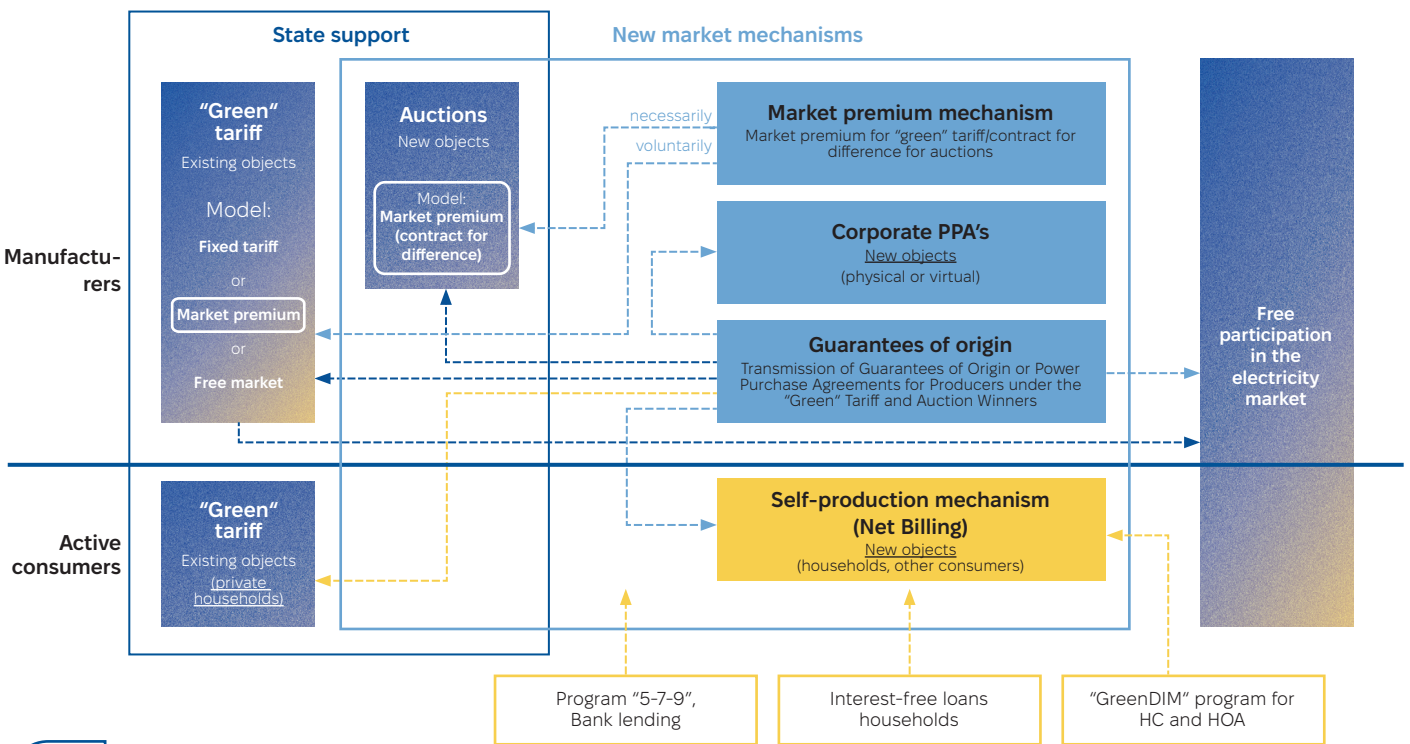 State support
New market mechanisms
“Green“
tariff
Existing objects
Model:
Fixed tariff
or
Market premium
or
Free market
Auctions
New objects
Model:
Market premium
(contract for
difference)
necessarily
voluntarily
Market premium mechanism
Market premium for “green” tariff/contract for
difference for auctions
Corporate PPA’s
New objects
(physical or virtual)
Guarantees of origin
Transmission of Guarantees of Origin or Power
Purchase Agreements for Producers under the
“Green“ Tariff and Auction Winners
Free
participation
in the
electricity
market
Manufactu-
rers
Active
consumers
“Green“
tariff
Existing objects
(private
households)
Self-production mechanism
(Net Billing)
New objects
(households, other consumers)
Program “5-7-9”,
Bank lending
Interest-free loans
households
“GreenDIM“ program for
HC and HOA